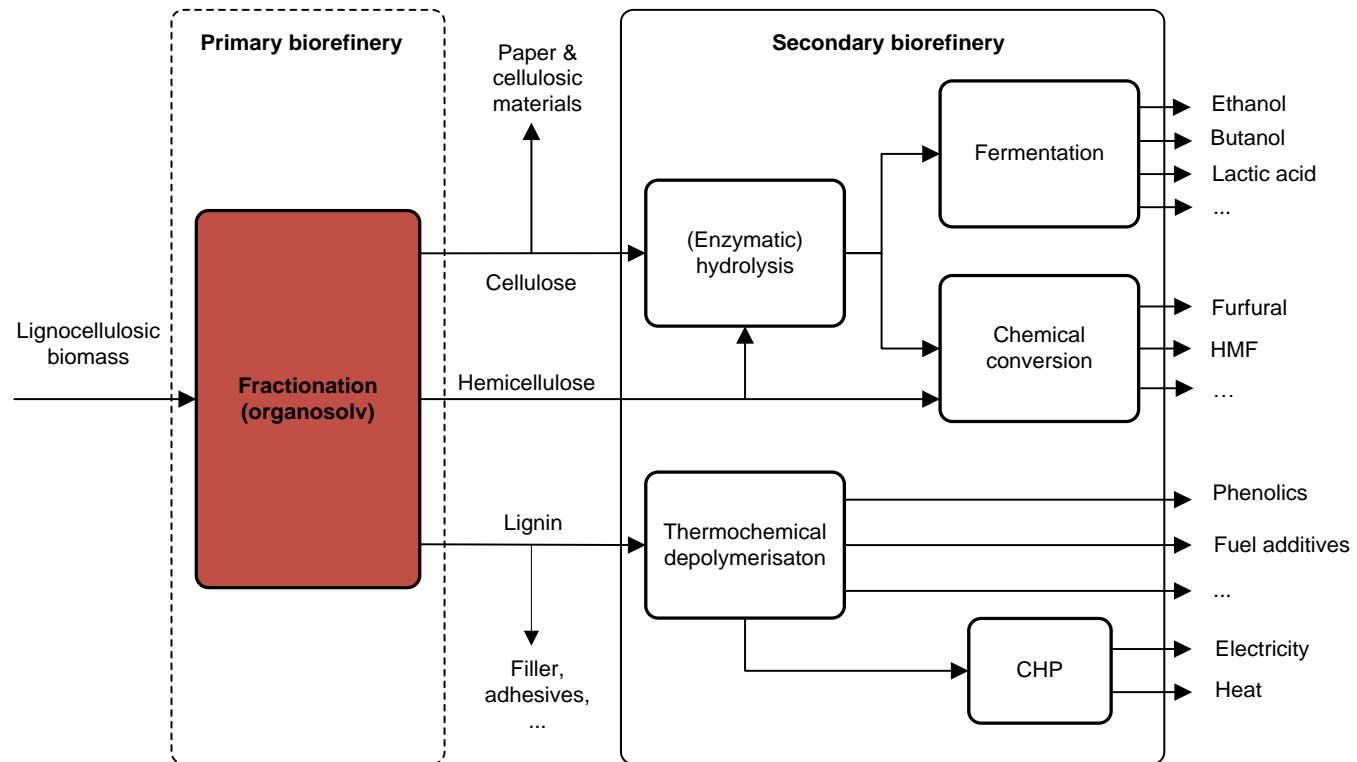 Primary biorefinery
Paper &
cellulosic
materials
Secondary biorefinery
Fermentation
Ethanol
Butanol
Lactic acid
...
(Enzymatic)
hydrolysis
Cellulose
Lignocellulosic
biomass
Fractionation
(organosolv)
Hemicellulose
Chemical
conversion
Furfural
HMF
…
Lignin
Thermochemical
depolymerisaton
Phenolics
Fuel additives
...
Filler,
adhesives,
...
CHP
Electricity
Heat